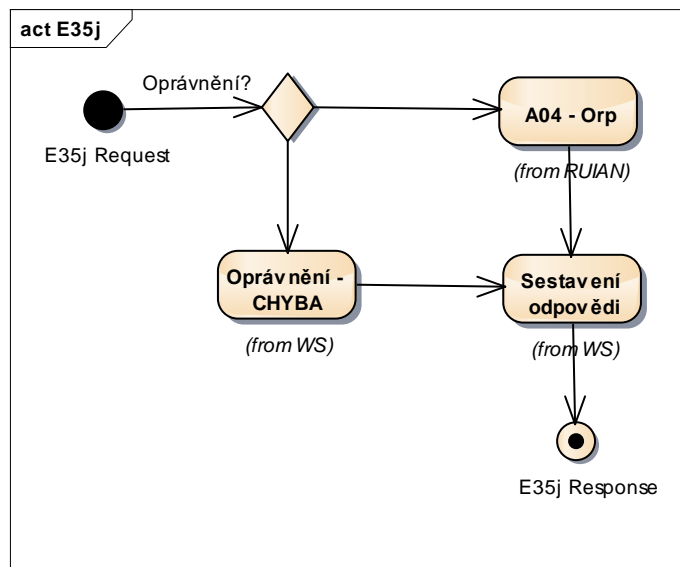 act E35j
Oprávnění?
E35j Request
A04 - Orp
(from RUIAN)
Oprávnění -
CHYBA
(from WS)
Sestavení
odpovědi
(from WS)
E35j Response